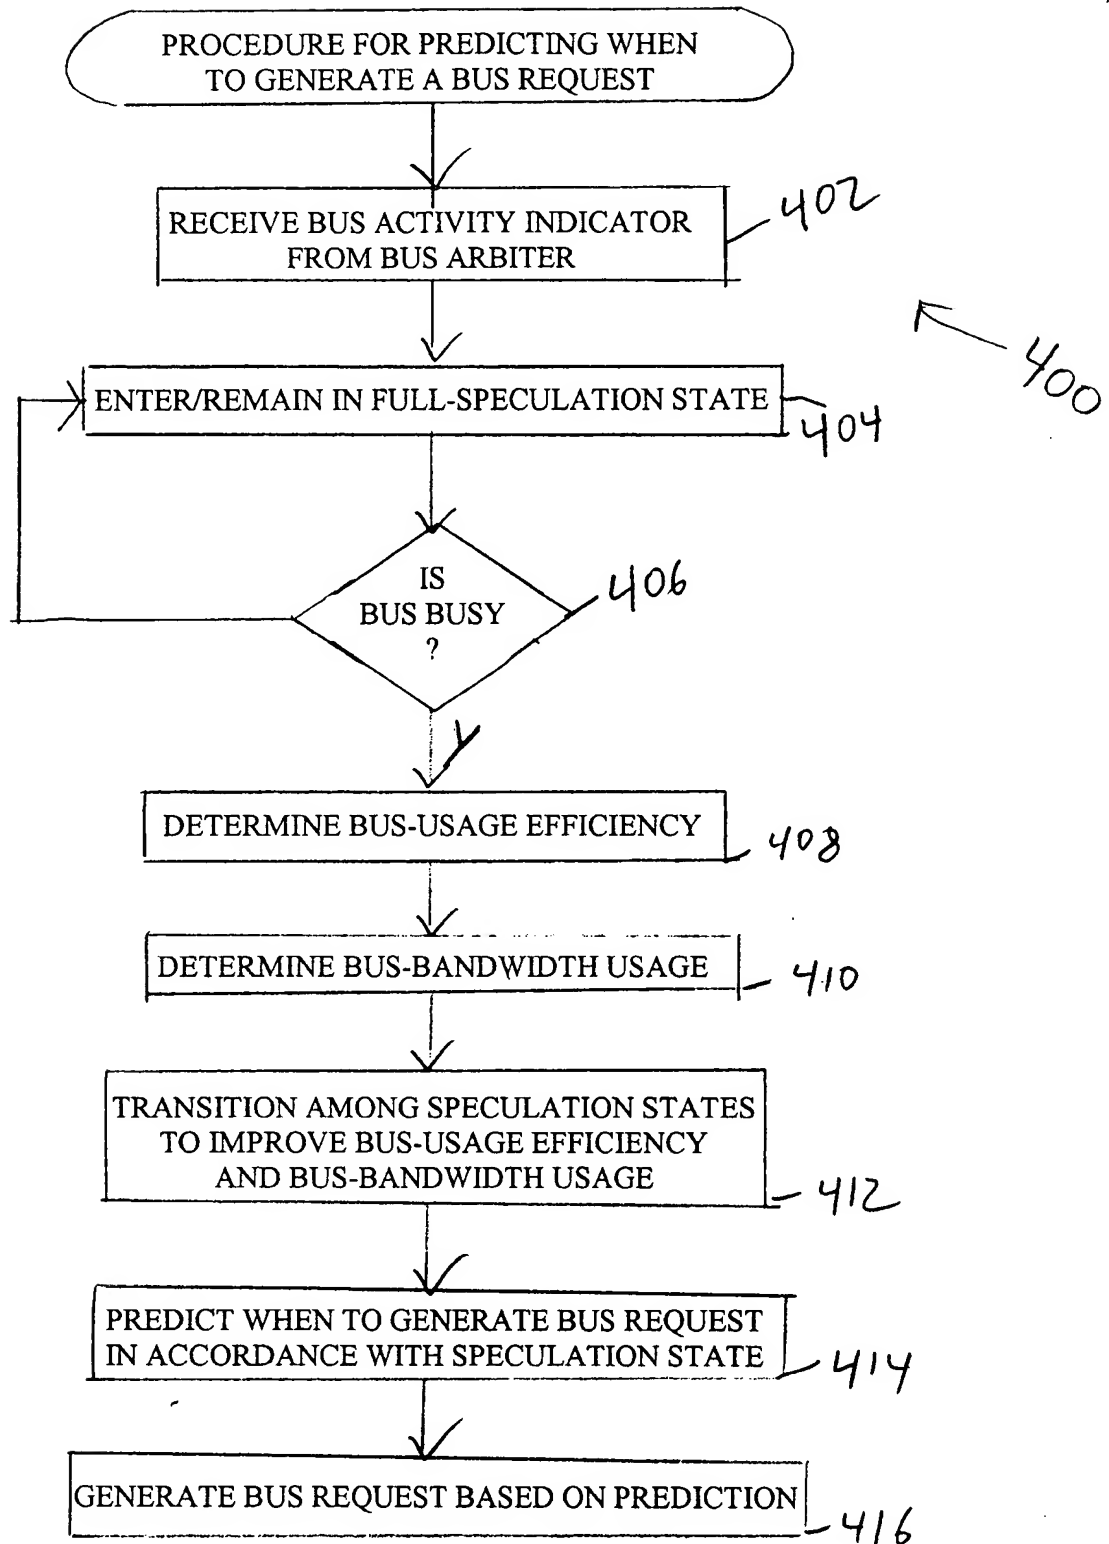 PROCEDURE FOR PREDICTING WHEN
TO GENERATE A BUS REQUEST
RECEIVE BUS ACTIVITY INDICATOR
FROM BUS ARBITER
402
400
ENTER/REMAIN IN FULL-SPECULATION STATE
404
IS
BUS BUSY
?
406
Y
DETERMINE BUS-USAGE EFFICIENCY
408
DETERMINE BUS-BANDWIDTH USAGE
410
TRANSITION AMONG SPECULATION STATES
TO IMPROVE BUS-USAGE EFFICIENCY
AND BUS-BANDWIDTH USAGE
412
PREDICT WHEN TO GENERATE BUS REQUEST
IN ACCORDANCE WITH SPECULATION STATE
414
GENERATE BUS REQUEST BASED ON PREDICTION
416